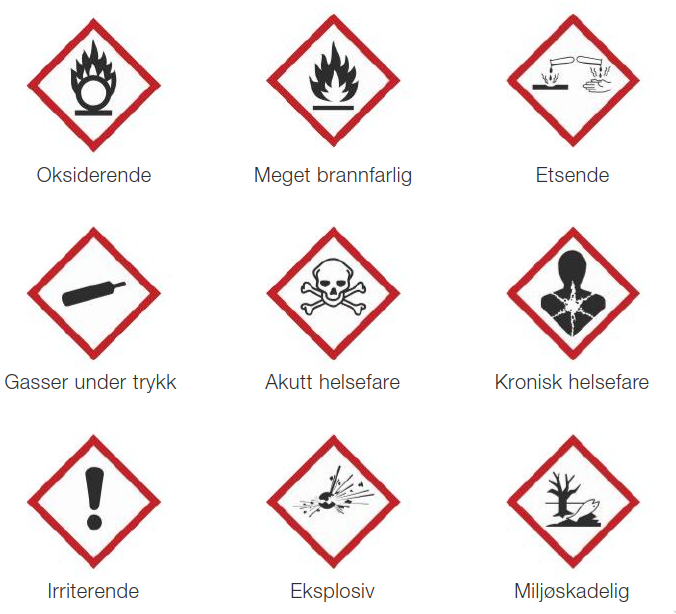 Oksiderende
Meget brannfarlig
Etsende
Gasser under trykk
Akutt helsefare
Kronisk helsefare
Irriterende
Eksplosiv
Miljøskadelig